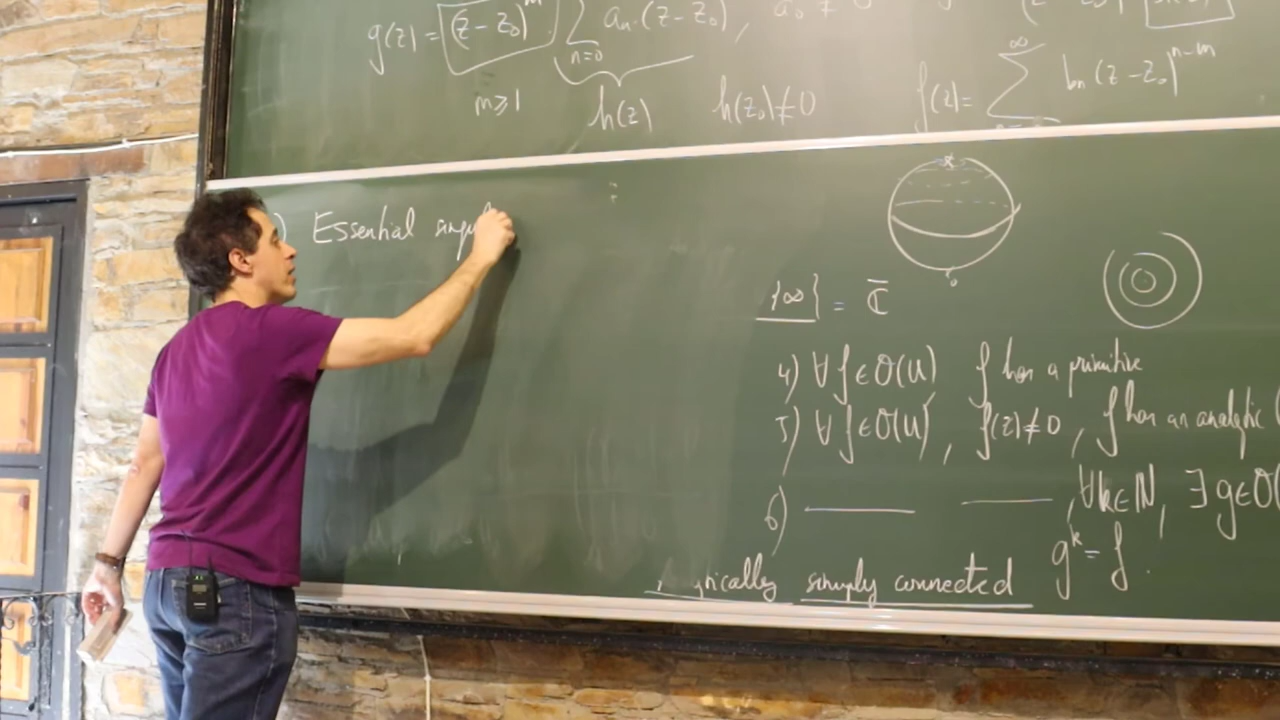 g(z) = (z - z₀)^m · ∑_{n=0} aₙ · (z - z₀), a₀ ≠ 0
m ≥ 1 h(z) h(z₀) ≠ 0 f(z) = ∑^∞ bₙ (z - z₀)^{n-m}
) Essential singul
{∞} = ℂ̄
4) ∀ f ∈ O(U) f has a primitive
5) ∀ f ∈ O(U), f(z) ≠ 0, f has an analytic
6) —— ——, ∀k ∈ ℕ, ∃ g ∈ O(
g^k = f.
simply connected